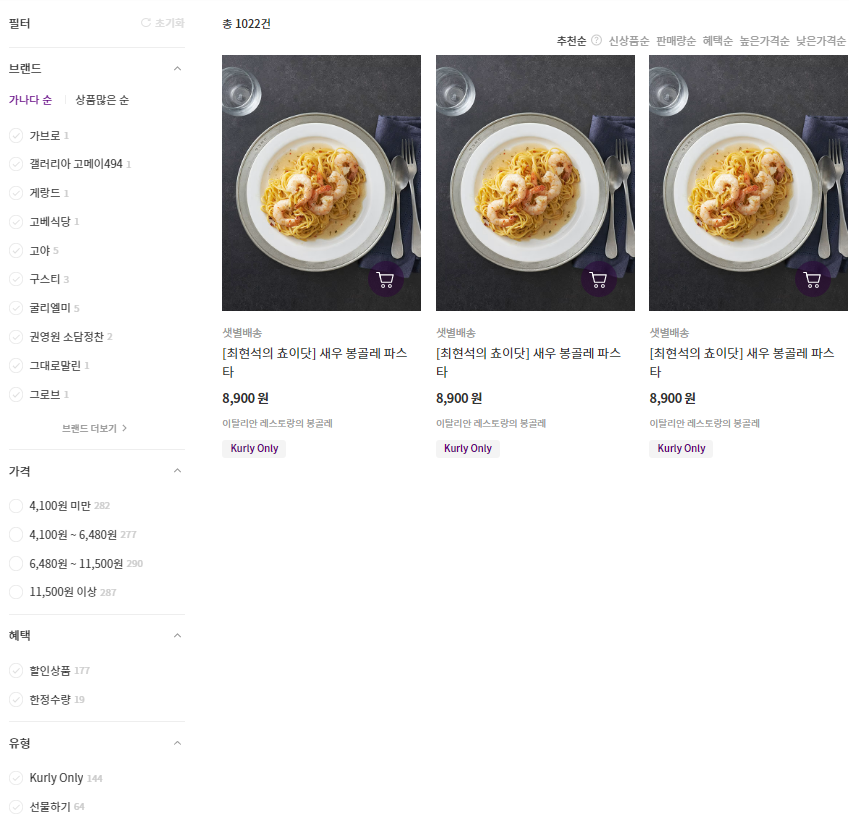 필터
초기화
브랜드
가나다 순
상품많은 순
가브로 1
갤러리아 고메이494 1
게랑드 1
고베식당 1
고야 5
구스티 3
굴리엘미 5
권영원 소담정찬 2
그대로말린 1
그로브 1
브랜드 더보기
가격
4,100원 미만 282
4,100원 ~ 6,480원 277
6,480원 ~ 11,500원 290
11,500원 이상 287
혜택
할인상품 177
한정수량 19
유형
Kurly Only 144
선물하기 64
총 1022건
추천순 ? 신상품순 판매량순 혜택순 높은가격순 낮은가격순
샛별배송
[최현석의 쵸이닷] 새우 봉골레 파스
타
8,900 원
이탈리안 레스토랑의 봉골레
Kurly Only
샛별배송
[최현석의 쵸이닷] 새우 봉골레 파스
타
8,900 원
이탈리안 레스토랑의 봉골레
Kurly Only
샛별배송
[최현석의 쵸이닷] 새우 봉골레 파스
타
8,900 원
이탈리안 레스토랑의 봉골레
Kurly Only